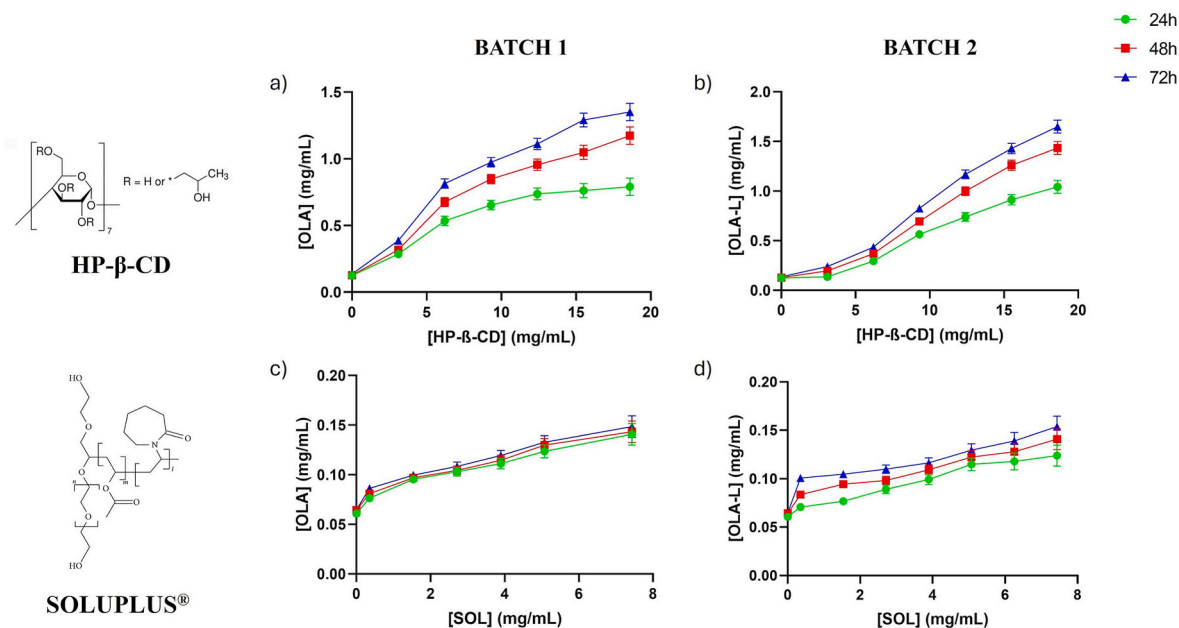 24h
48h
72h
BATCH 1
BATCH 2
a)
1.5
1.0
0.5
0.0
[OLA] (mg/mL)
0 5 10 15 20
[HP-ß-CD] (mg/mL)
b)
2.0
1.5
1.0
0.5
0.0
[OLA-L] (mg/mL)
0 5 10 15 20
[HP-ß-CD] (mg/mL)
RO
O
RO
O
OR
7
R = H or *
CH3
OH
HP-β-CD
c)
0.20
0.15
0.10
0.05
0.00
[OLA] (mg/mL)
0 2 4 6 8
[SOL] (mg/mL)
d)
0.20
0.15
0.10
0.05
0.00
[OLA-L] (mg/mL)
0 2 4 6 8
[SOL] (mg/mL)
HO
O
N
O
O
n
O
m
l
O
O
O
HO
SOLUPLUS®